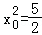 x₀² = 5/2